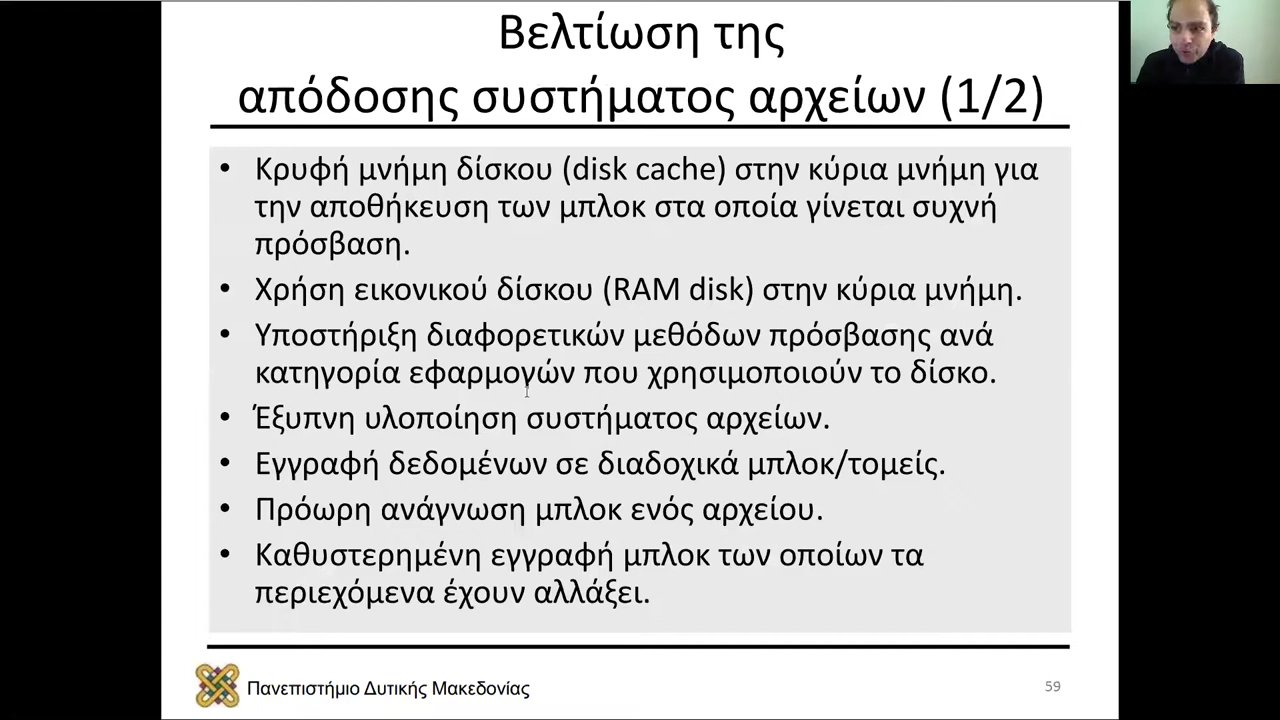 Βελτίωση της
απόδοσης συστήματος αρχείων (1/2)
• Κρυφή μνήμη δίσκου (disk cache) στην κύρια μνήμη για
την αποθήκευση των μπλοκ στα οποία γίνεται συχνή
πρόσβαση.
• Χρήση εικονικού δίσκου (RAM disk) στην κύρια μνήμη.
• Υποστήριξη διαφορετικών μεθόδων πρόσβασης ανά
κατηγορία εφαρμογών που χρησιμοποιούν το δίσκο.
• Έξυπνη υλοποίηση συστήματος αρχείων.
• Εγγραφή δεδομένων σε διαδοχικά μπλοκ/τομείς.
• Πρόωρη ανάγνωση μπλοκ ενός αρχείου.
• Καθυστερημένη εγγραφή μπλοκ των οποίων τα
περιεχόμενα έχουν αλλάξει.
Πανεπιστήμιο Δυτικής Μακεδονίας
59